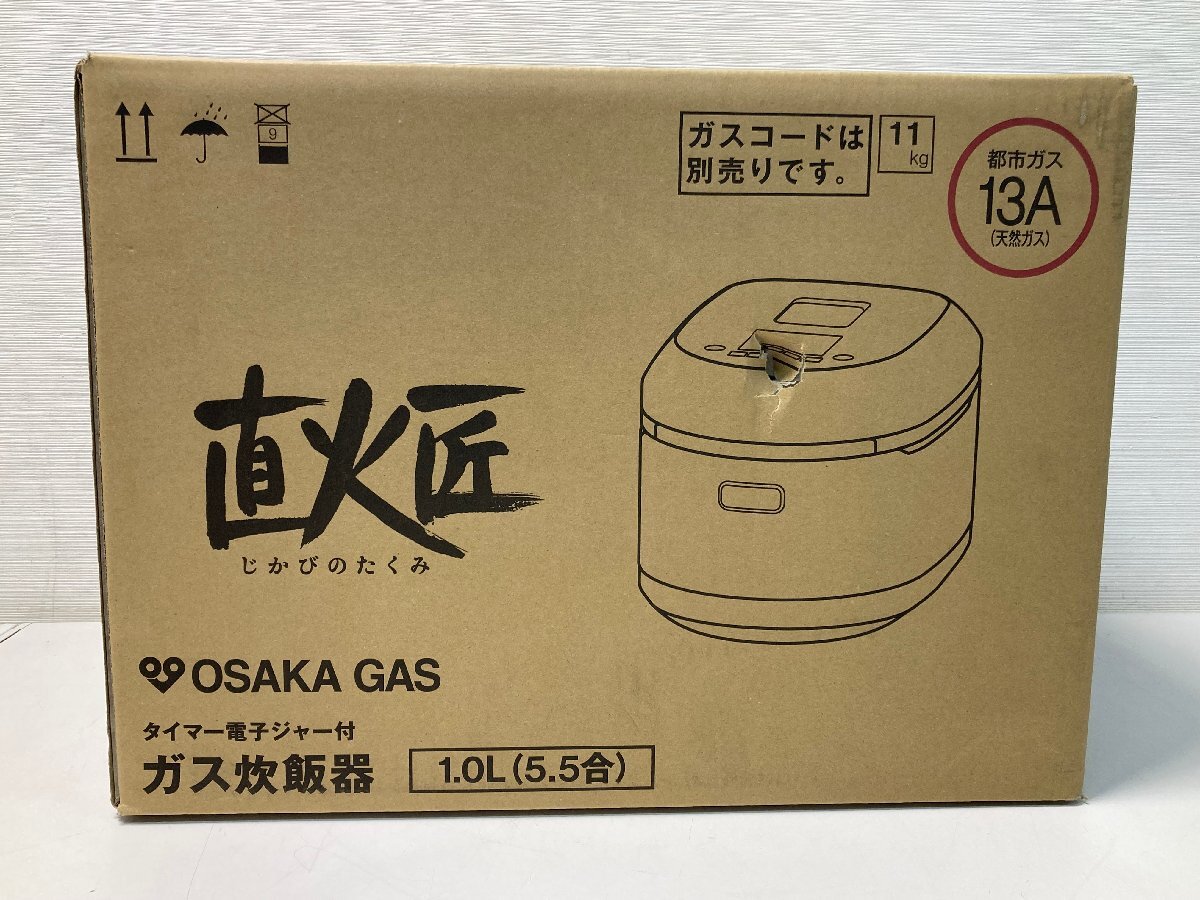 9
ガスコードは
別売りです。
11
kg
都市ガス
13A
(天然ガス)
直火匠
じかびのたくみ
OSAKA GAS
タイマー電子ジャー付
ガス炊飯器
1.0L(5.5合)